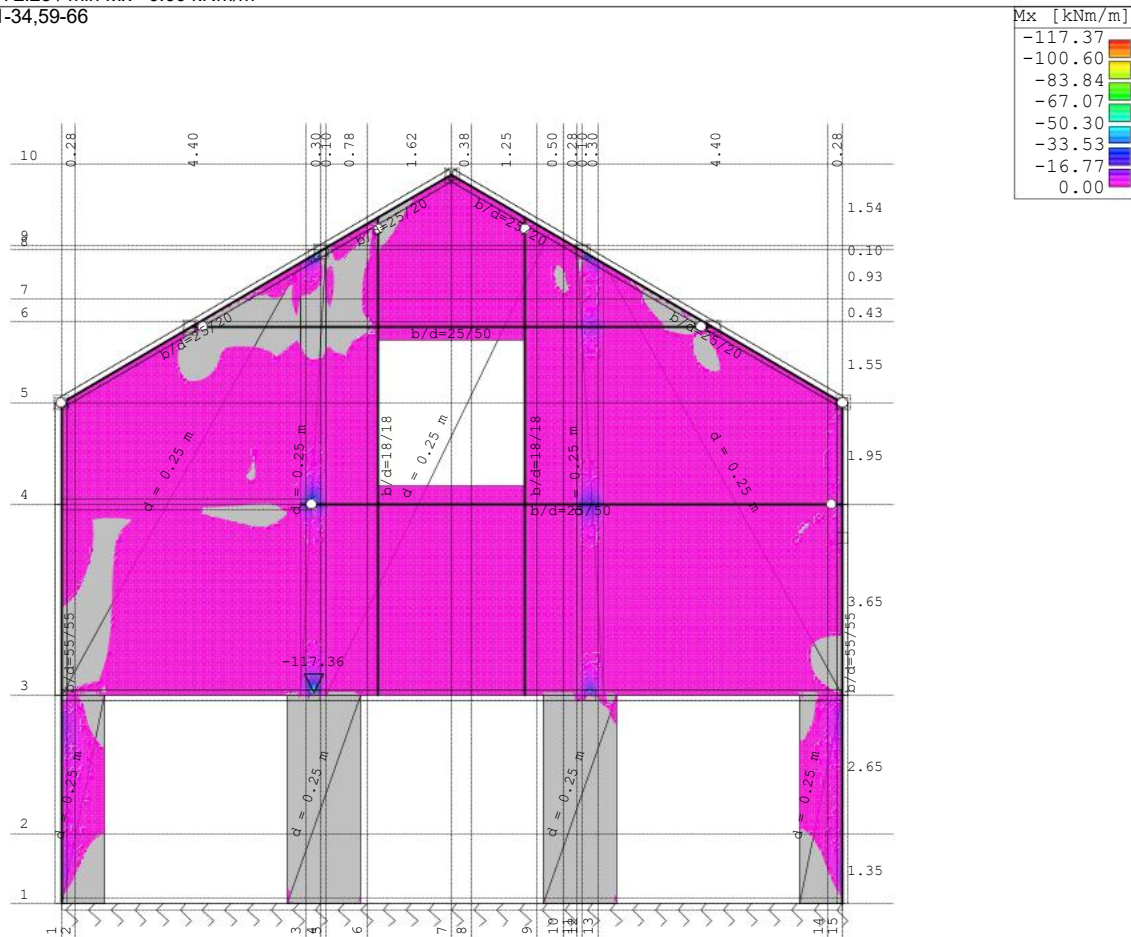 1-34,59-66
Mx [kNm/m]
-117.37
-100.60
-83.84
-67.07
-50.30
-33.53
-16.77
0.00
0.28
4.40
0.30
0.10
0.78
1.62
0.38
1.25
0.50
0.28
0.10
0.30
4.40
0.28
10
9
8
7
6
5
4
3
2
1
1.54
0.10
0.93
0.43
1.55
1.95
3.65
2.65
1.35
b/d=25/20
b/d=25/20
b/d=25/20
b/d=25/20
b/d=25/50
b/d=18/18
b/d=18/18
d = 0.25 m
d = 0.25 m
d = 0.25 m
d = 0.25 m
d = 0.25 m
b/d=25/50
b/d=55/55
b/d=55/55
-117.36
d = 0.25 m
d = 0.25 m
d = 0.25 m
d = 0.25 m
1
2
3
4
5
6
7
8
9
10
11
12
13
14
15